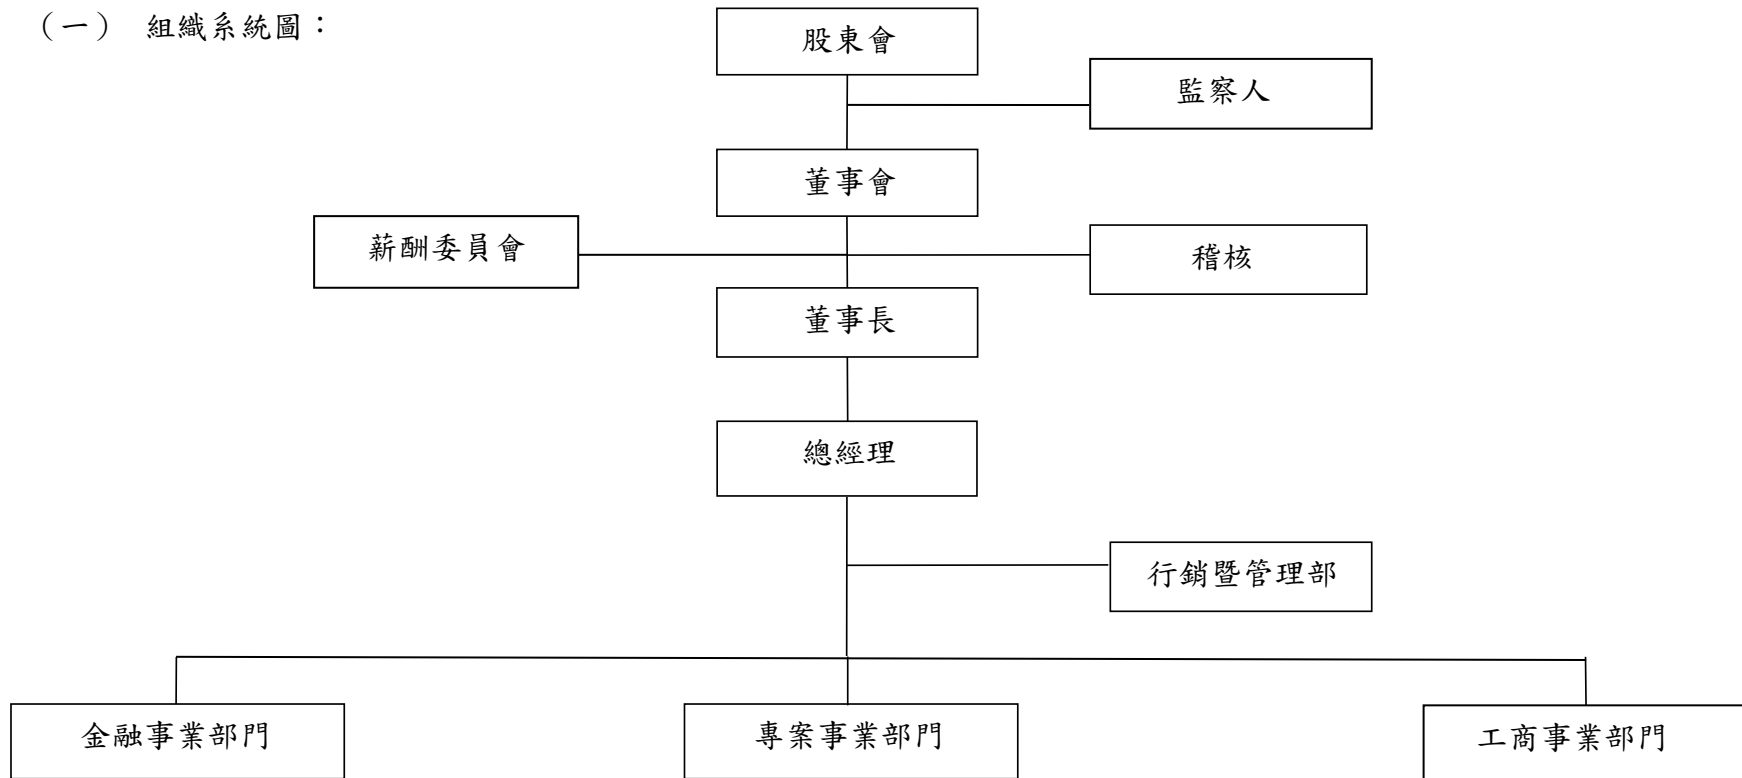 （一） 組織系統圖：
股東會
監察人
董事會
薪酬委員會
稽核
董事長
總經理
行銷暨管理部
金融事業部門
專案事業部門
工商事業部門